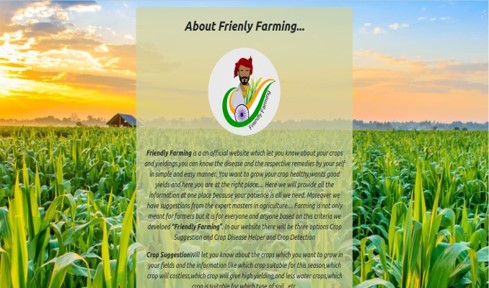 About Frienly Farming...
Friendly Farming
Friendly Farming is a an official website which let you know about your crops
and yieldings,you can know the disease and the respective remedies by your self
in simple and easy manner, You want to grow your crop healthy,wands good
yields and here you are at the right place.... Here we will provide all the
information at one place because your patience is all we need. Moreover we
have suggestions from the expert masters in agriculture.... Farming is not only
meant for farmers but it is for everyone and anyone based on this criteria we
develoed "Friendly Farming". In our website there will be three options Crop
Suggestion and Crop Disease Helper and Crop Detection
Crop SuggestionWill let you know about the crops which you want to grow in
your fields and the information like which crop suitable for this season,which
crop will costless,which crop will give high yielding,and less water crops,which
crop is suitable for which type of soil , etc